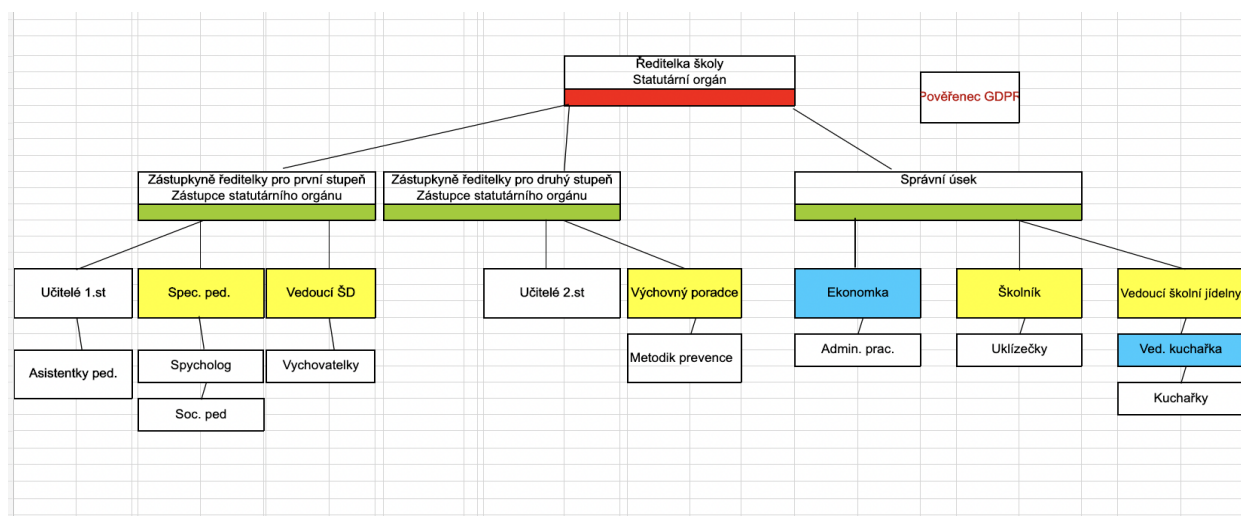 Ředitelka školy
Statutární orgán
Pověřenec GDPR
Zástupkyně ředitelky pro první stupeň
Zástupce statutárního orgánu
Zástupkyně ředitelky pro druhý stupeň
Zástupce statutárního orgánu
Správní úsek
Učitelé 1.st
Spec. ped.
Vedoucí ŠD
Učitelé 2.st
Výchovný poradce
Ekonomka
Školník
Vedoucí školní jídelny
Asistentky ped.
Spycholog
Vychovatelky
Metodik prevence
Admin. prac.
Uklízečky
Ved. kuchařka
Soc. ped
Kuchařky